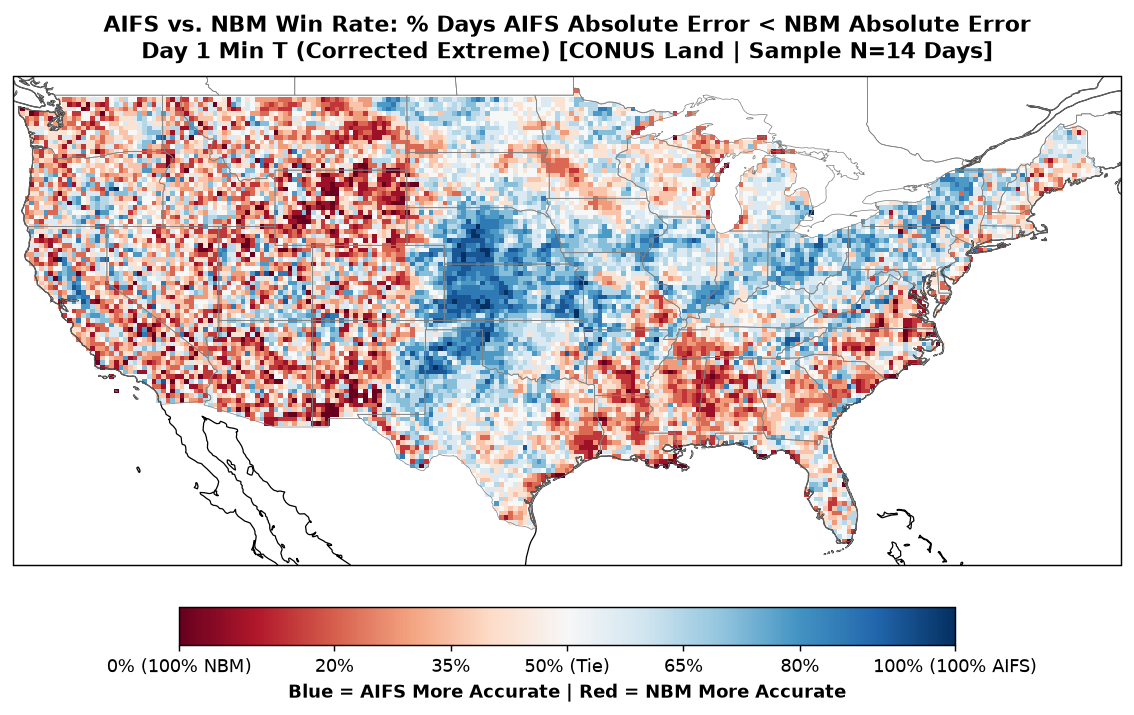 AIFS vs. NBM Win Rate: % Days AIFS Absolute Error < NBM Absolute Error
Day 1 Min T (Corrected Extreme) [CONUS Land | Sample N=14 Days]
0% (100% NBM) 20% 35% 50% (Tie) 65% 80% 100% (100% AIFS)
Blue = AIFS More Accurate | Red = NBM More Accurate